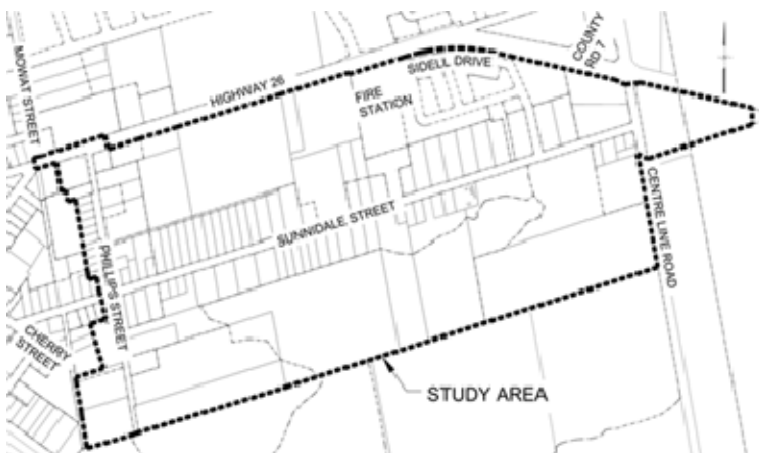 MOWAT STREET
HIGHWAY 26
SIDELIL DRIVE
COUNTY
RD 7
FIRE
STATION
SUNNIDALE STREET
PHILLIPS STREET
CENTRE LINE ROAD
CHERRY
STREET
STUDY AREA